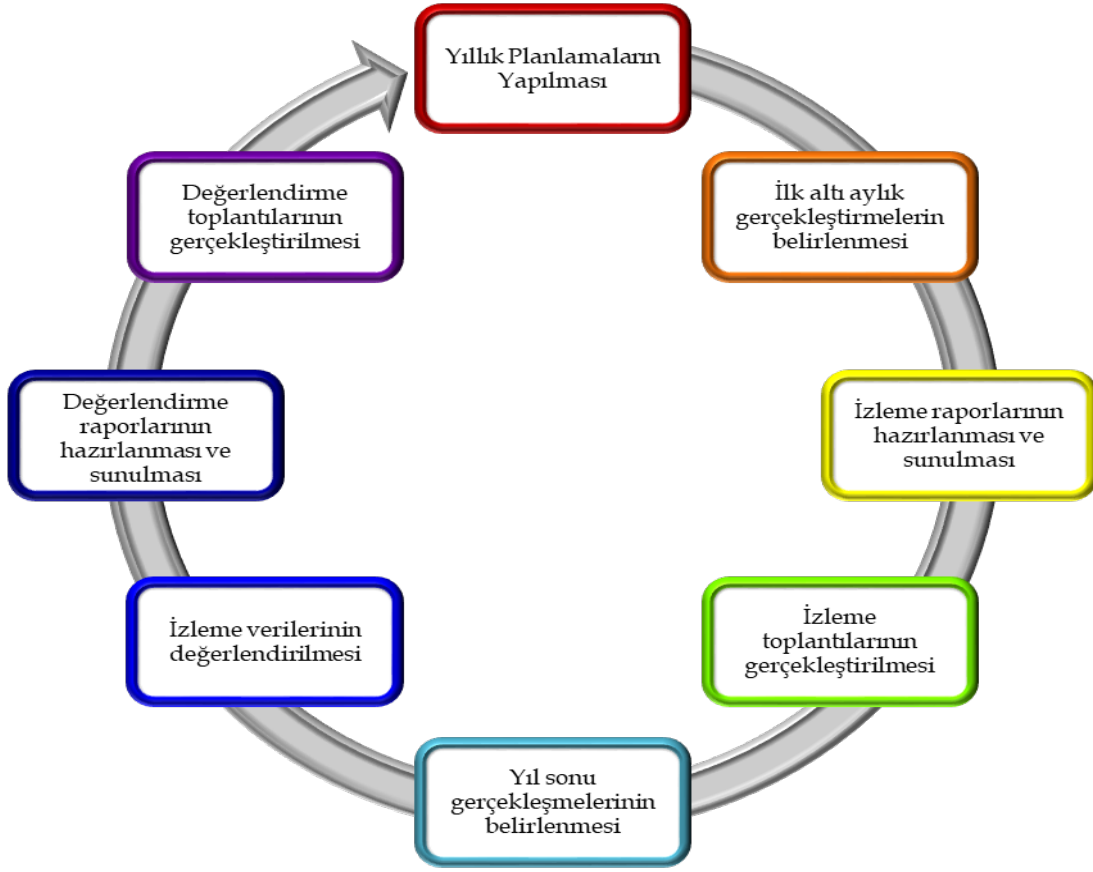 Yıllık Planlamaların
Yapılması
İlk altı aylık
gerçekleştirmelerin
belirlenmesi
İzleme raporlarının
hazırlanması ve
sunulması
İzleme
toplantılarının
gerçekleştirilmesi
Yıl sonu
gerçekleşmelerinin
belirlenmesi
İzleme verilerinin
değerlendirilmesi
Değerlendirme
raporlarının
hazırlanması ve
sunulması
Değerlendirme
toplantılarının
gerçekleştirilmesi